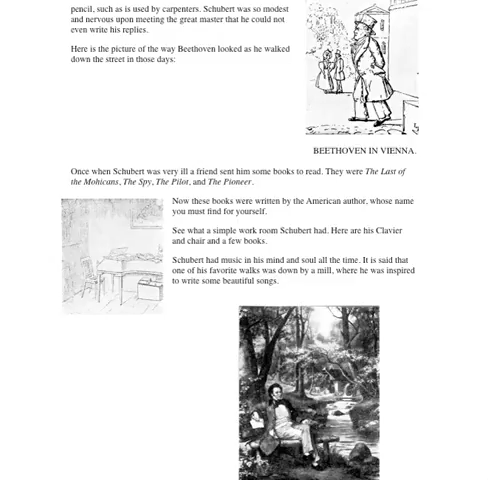 pencil, such as is used by carpenters. Schubert was so modest
and nervous upon meeting the great master that he could not
even write his replies.
Here is the picture of the way Beethoven looked as he walked
down the street in those days:
BEETHOVEN IN VIENNA.
Once when Schubert was very ill a friend sent him some books to read. They were The Last of
the Mohicans, The Spy, The Pilot, and The Pioneer.
Now these books were written by the American author, whose name
you must find for yourself.
See what a simple work room Schubert had. Here are his Clavier
and chair and a few books.
Schubert had music in his mind and soul all the time. It is said that
one of his favorite walks was down by a mill, where he was inspired
to write some beautiful songs.